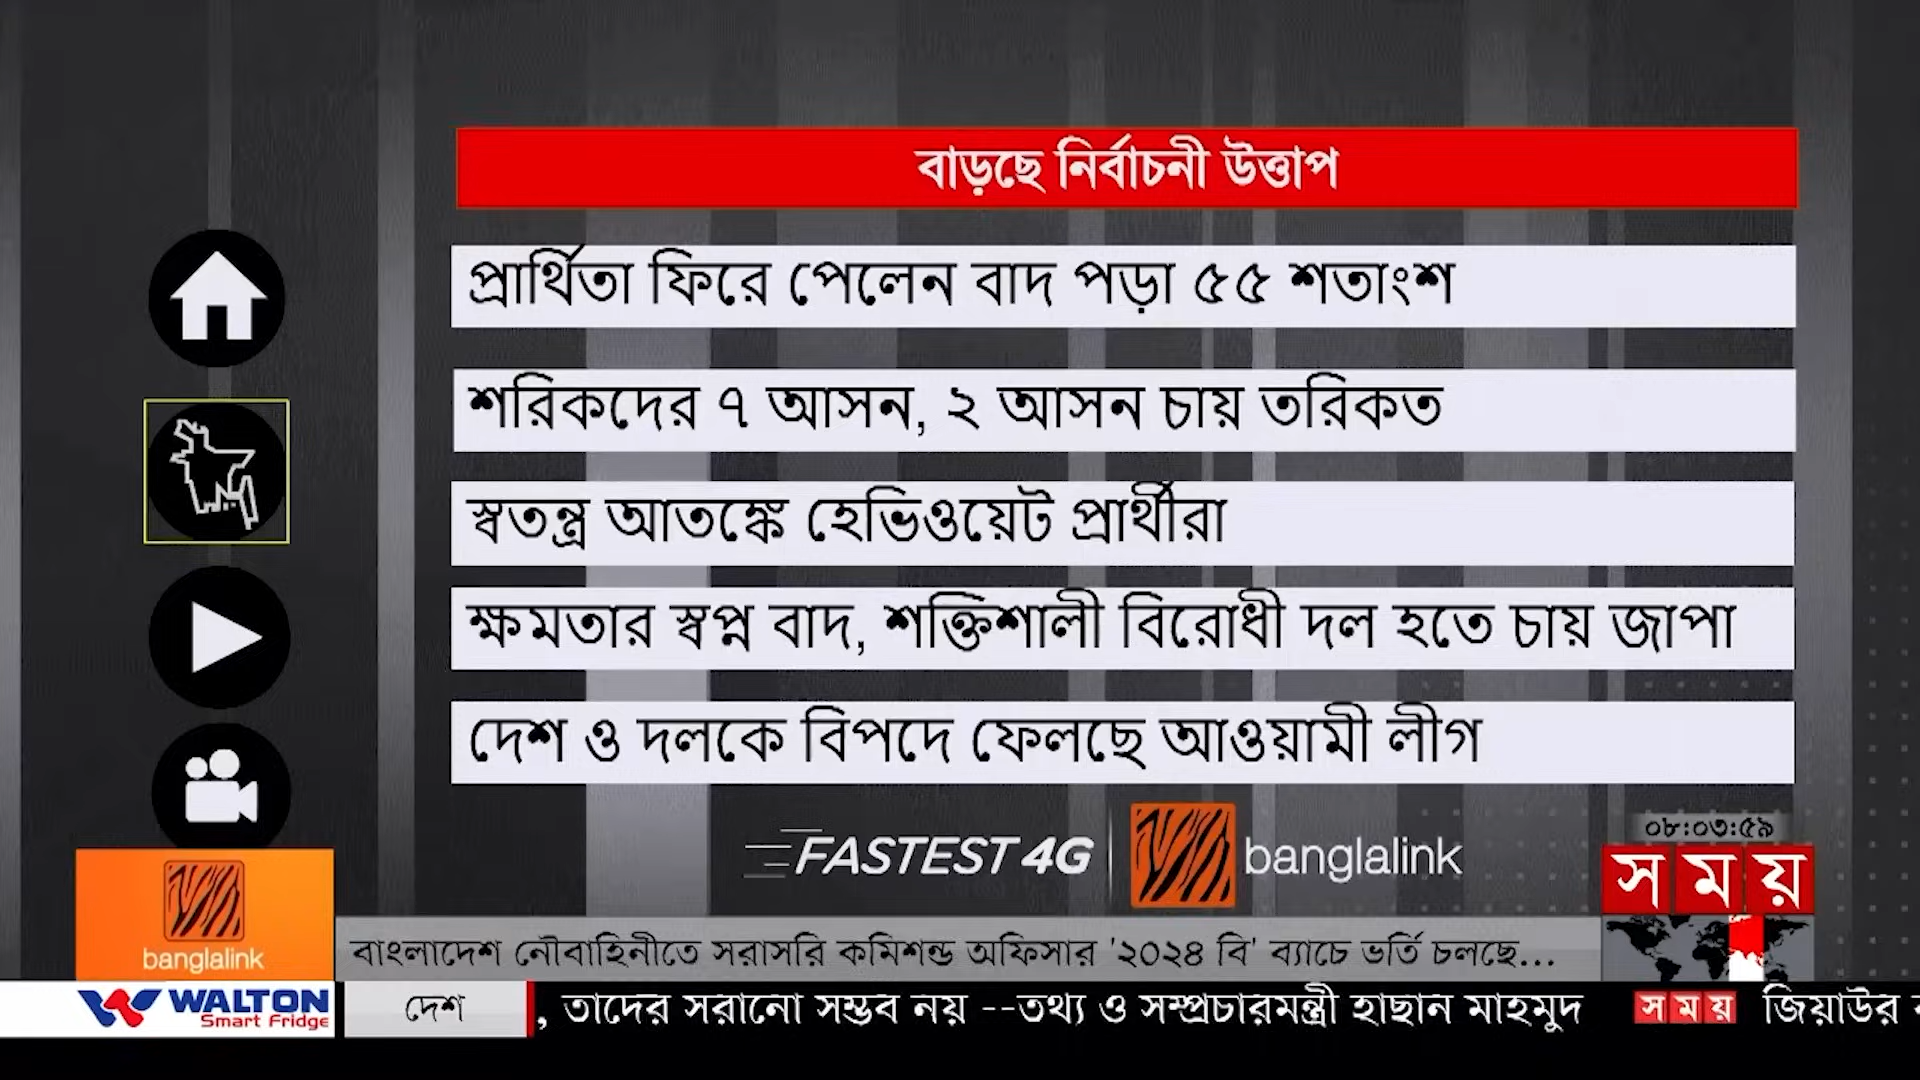 বাড়ছে নির্বাচনী উত্তাপ
প্রার্থিতা ফিরে পেলেন বাদ পড়া ৫৫ শতাংশ
শরিকদের ৭ আসন, ২ আসন চায় তরিকত
স্বতন্ত্র আতঙ্কে হেভিওয়েট প্রার্থীরা
ক্ষমতার স্বপ্ন বাদ, শক্তিশালী বিরোধী দল হতে চায় জাপা
দেশ ও দলকে বিপদে ফেলছে আওয়ামী লীগ
FASTEST 4G banglalink
০৮:০৩:৫৯
সময়
banglalink
বাংলাদেশ নৌবাহিনীতে সরাসরি কমিশন্ড অফিসার '২০২৪ বি' ব্যাচে ভর্তি চলছে...
WALTON
Smart Fridge
দেশ
, তাদের সরানো সম্ভব নয় --তথ্য ও সম্প্রচারমন্ত্রী হাছান মাহমুদ সময় জিয়াউর